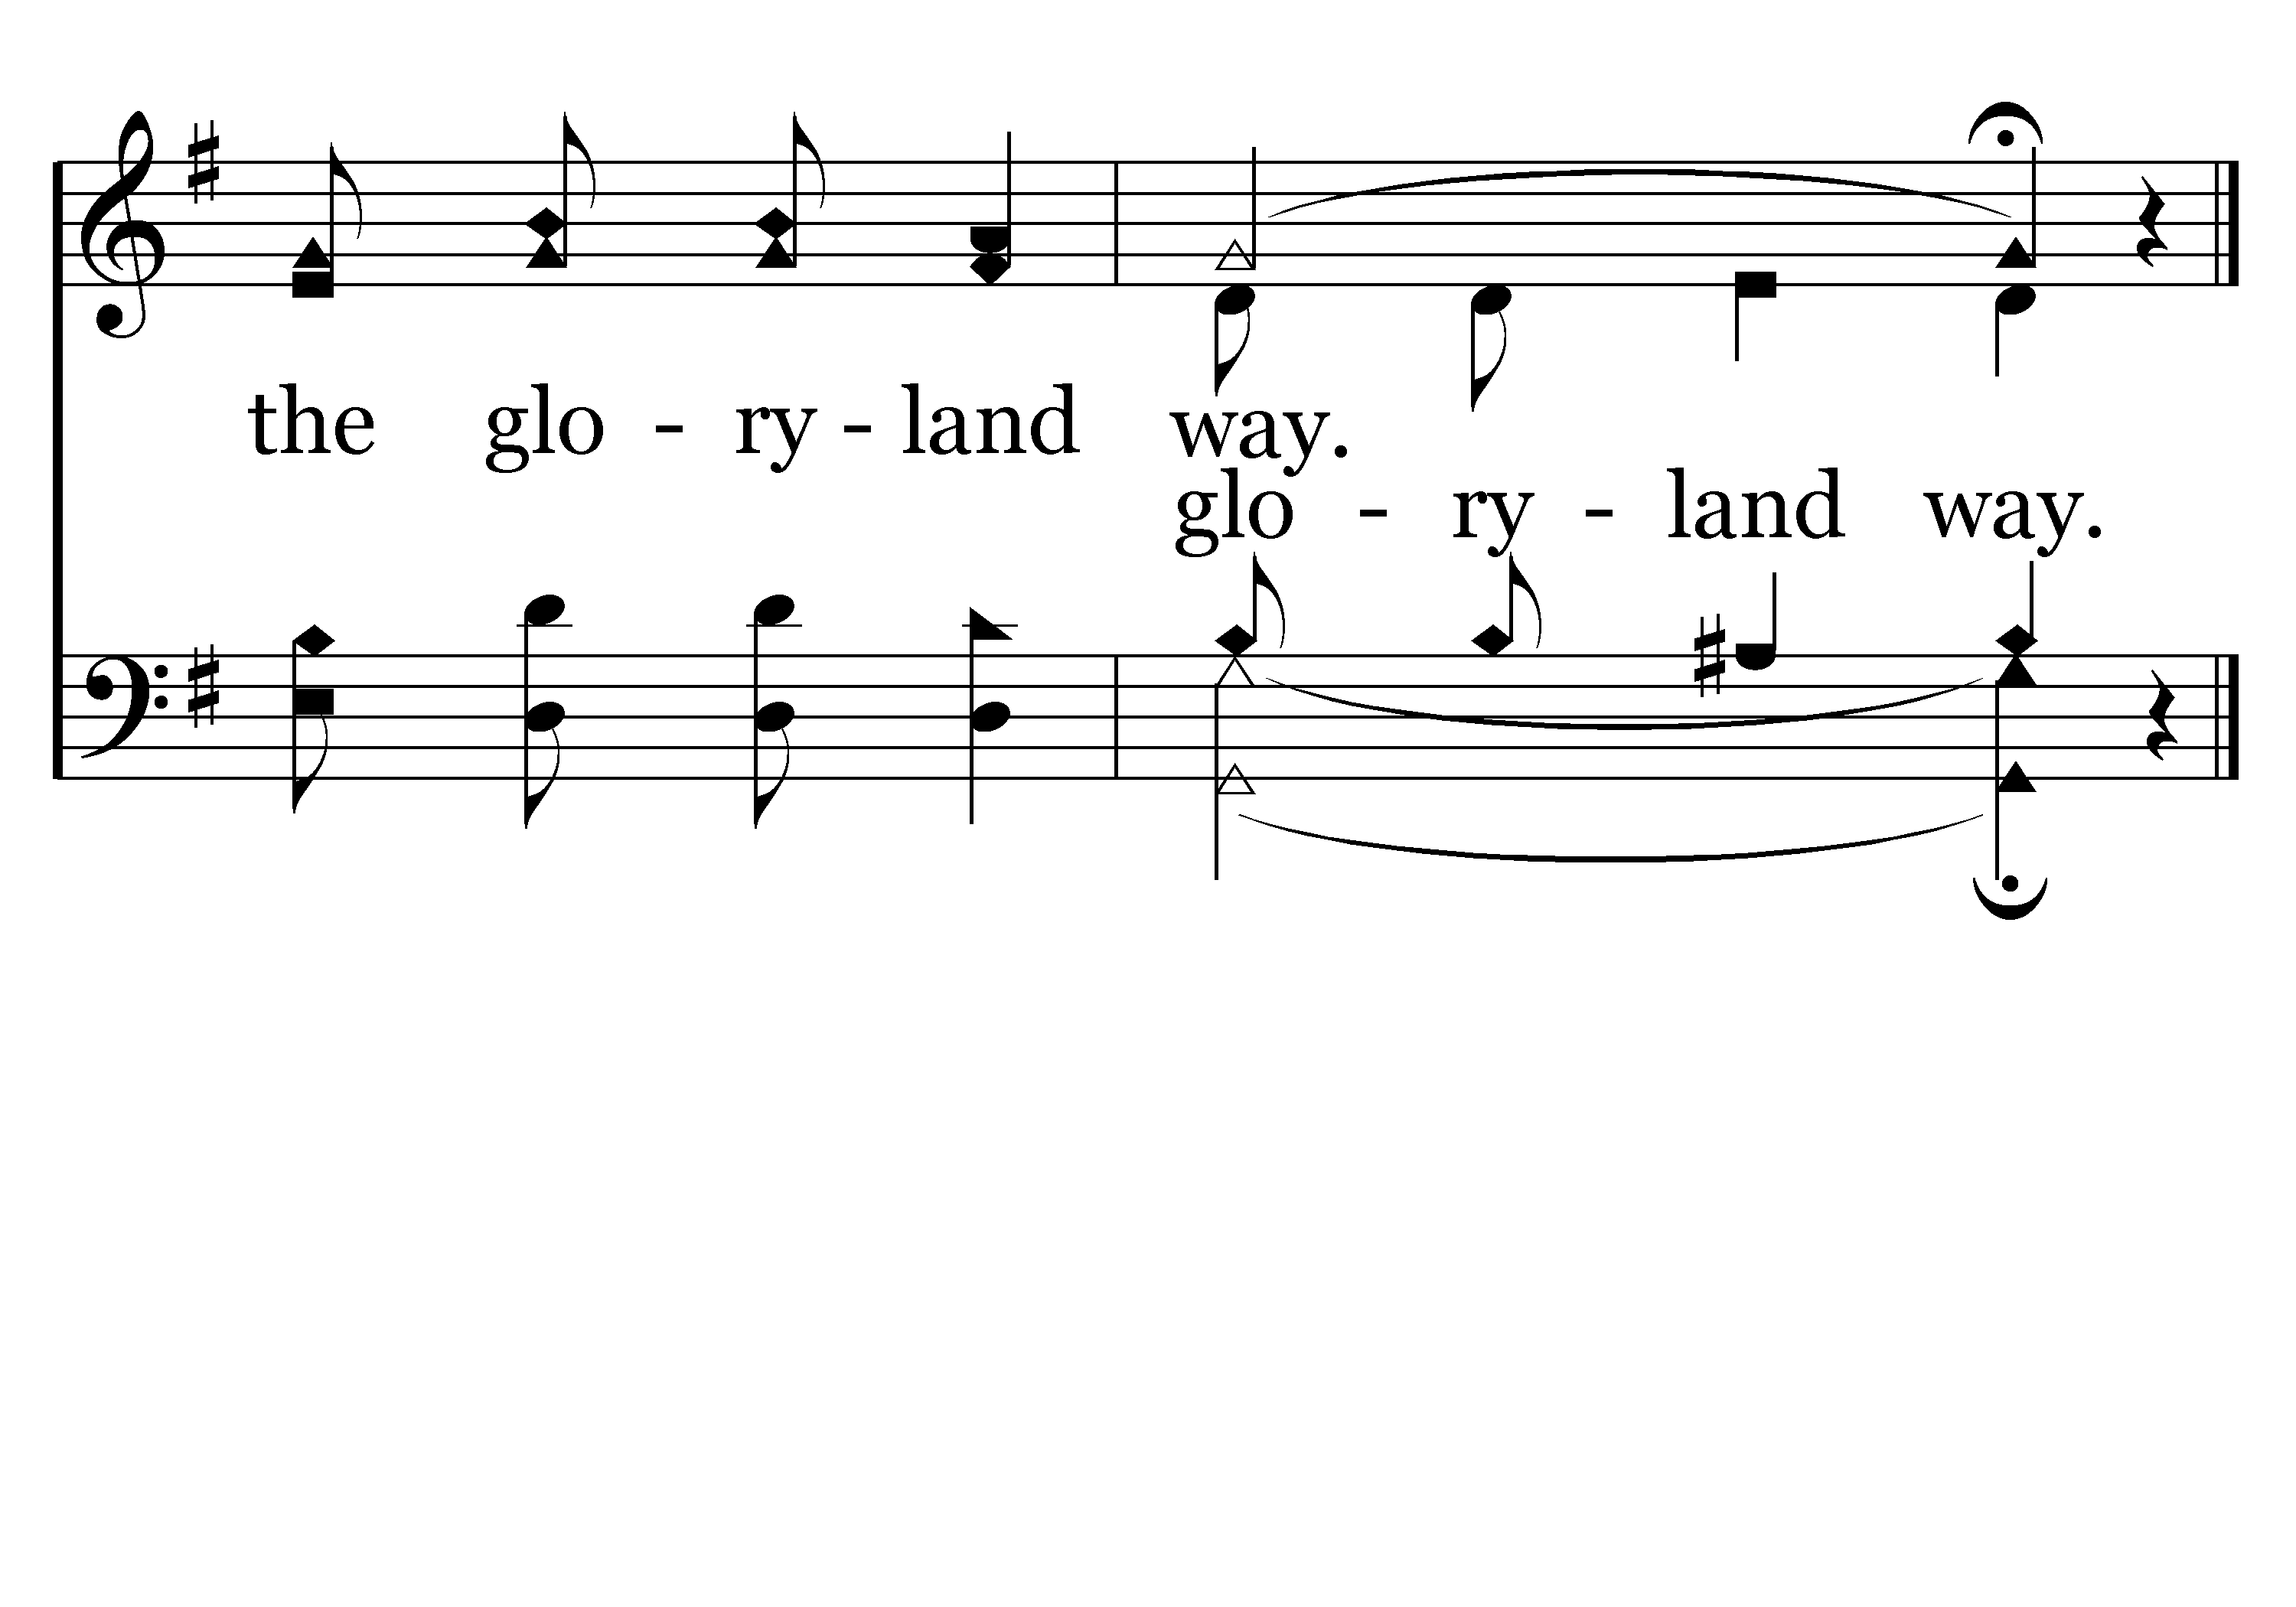 the glo - ry - land way.
glo - ry - land way.